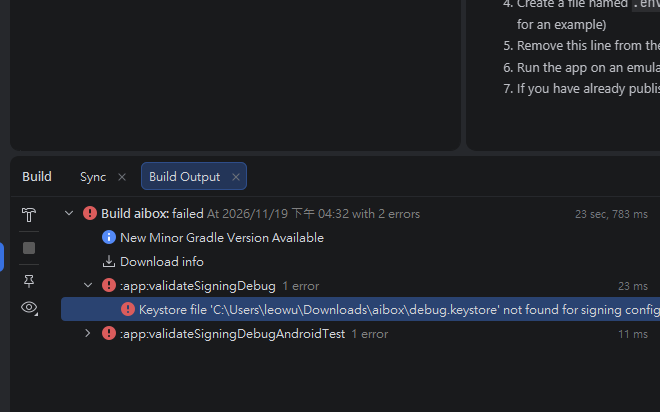 4. Create a file named .env
for an example)
5. Remove this line from the
6. Run the app on an emula
7. If you have already publis
Build
Sync
Build Output
Build aibox: failed At 2026/11/19 下午 04:32 with 2 errors 23 sec, 783 ms
New Minor Gradle Version Available
Download info
:app:validateSigningDebug 1 error 23 ms
Keystore file 'C:\Users\leowu\Downloads\aibox\debug.keystore' not found for signing config
:app:validateSigningDebugAndroidTest 1 error 11 ms